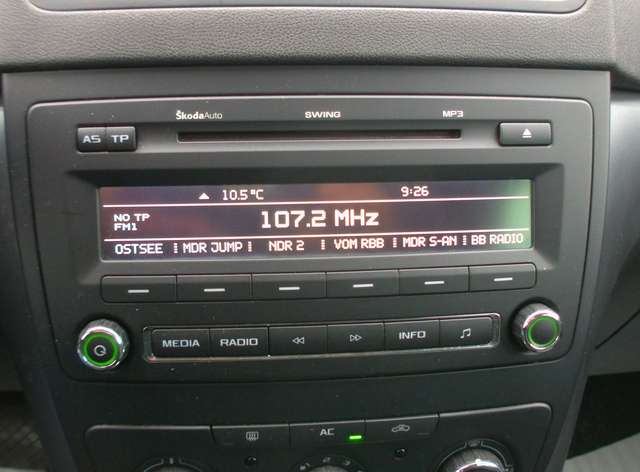 ŠkodaAuto SWING MP3
AS TP
10.5°C 9:26
NO TP
FM1
107.2 MHz
OSTSEE MDR JUMP NDR 2 VOM RBB MDR S-AN BB RADIO
MEDIA RADIO INFO
AC